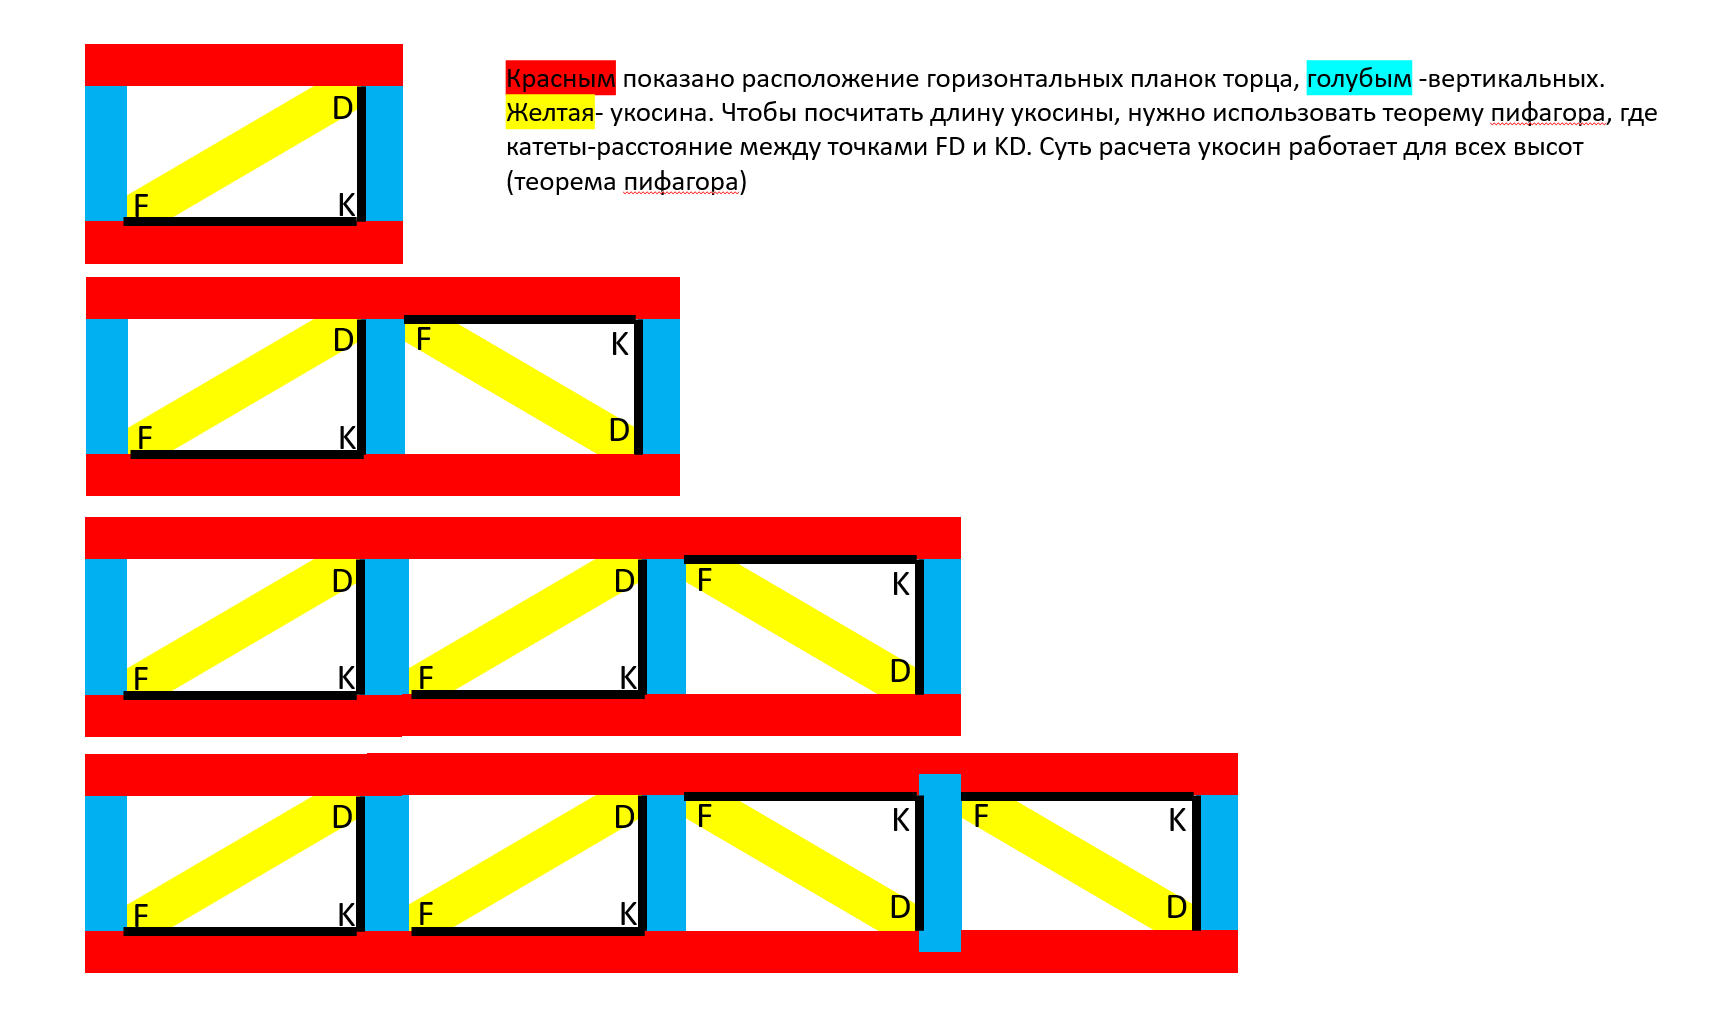 Красным показано расположение горизонтальных планок торца, голубым -вертикальных.
Желтая- укосина. Чтобы посчитать длину укосины, нужно использовать теорему пифагора, где
катеты-расстояние между точками FD и KD. Суть расчета укосин работает для всех высот
(теорема пифагора)
D
F K
D F K
F K D
D D F K
F K F K D
D D F K F K
F K F K D D